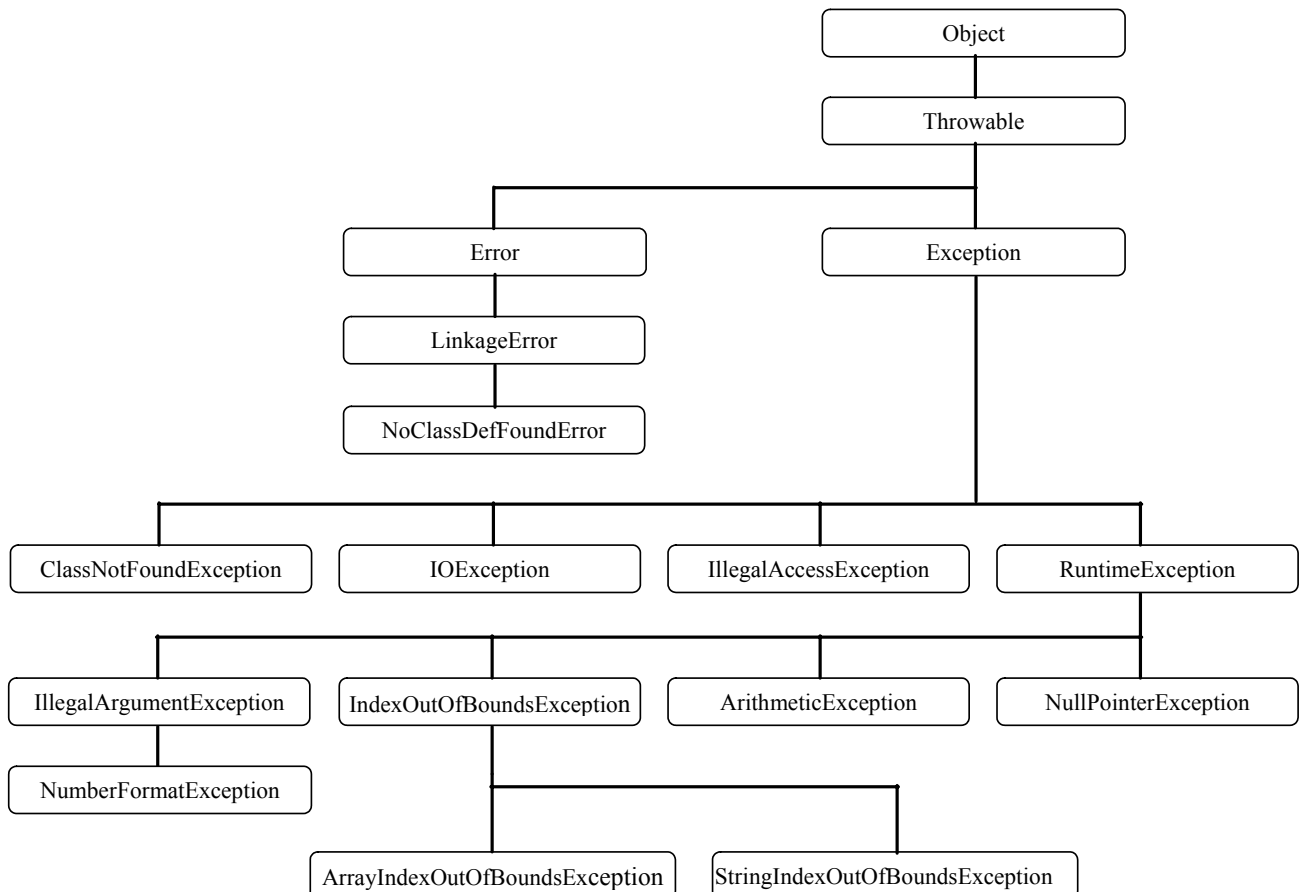 Object
Throwable
Error
Exception
LinkageError
NoClassDefFoundError
ClassNotFoundException
IOException
IllegalAccessException
RuntimeException
IllegalArgumentException
IndexOutOfBoundsException
ArithmeticException
NullPointerException
NumberFormatException
ArrayIndexOutOfBoundsException
StringIndexOutOfBoundsException